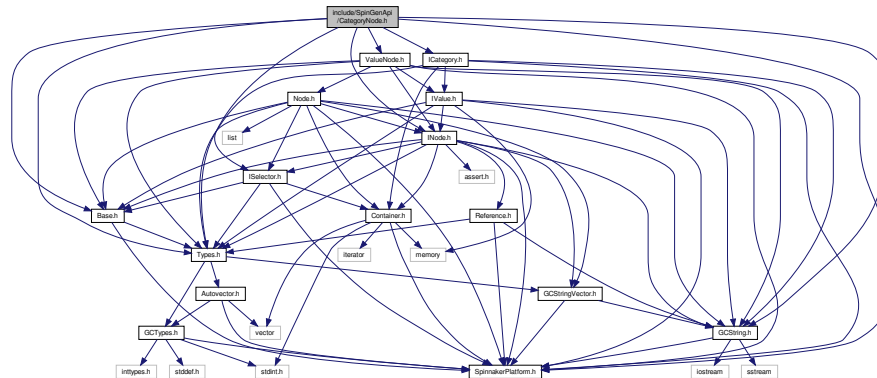 include/SpinGenApi
/CategoryNode.h
ValueNode.h
ICategory.h
Node.h
IValue.h
list
INode.h
ISelector.h
assert.h
Base.h
Container.h
Reference.h
Types.h
iterator
memory
Autovector.h
GCStringVector.h
GCTypes.h
vector
GCString.h
inttypes.h
stddef.h
stdint.h
SpinnakerPlatform.h
iostream
sstream